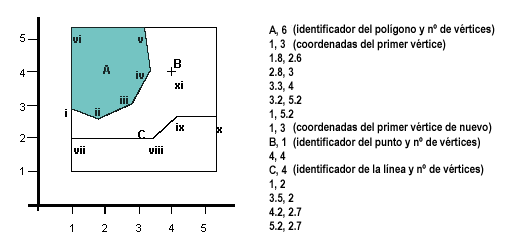 5
4
3
2
1
1 2 3 4 5
vi
v
A
B
iv
xi
iii
i
ii
ix
x
C
vii
viii
A, 6 (identificador del polígono y nº de vértices)
1, 3 (coordenadas del primer vértice)
1.8, 2.6
2.8, 3
3.3, 4
3.2, 5.2
1, 5.2
1, 3 (coordenadas del primer vértice de nuevo)
B, 1 (identificador del punto y nº de vértices)
4, 4
C, 4 (identificador de la línea y nº de vértices)
1, 2
3.5, 2
4.2, 2.7
5.2, 2.7